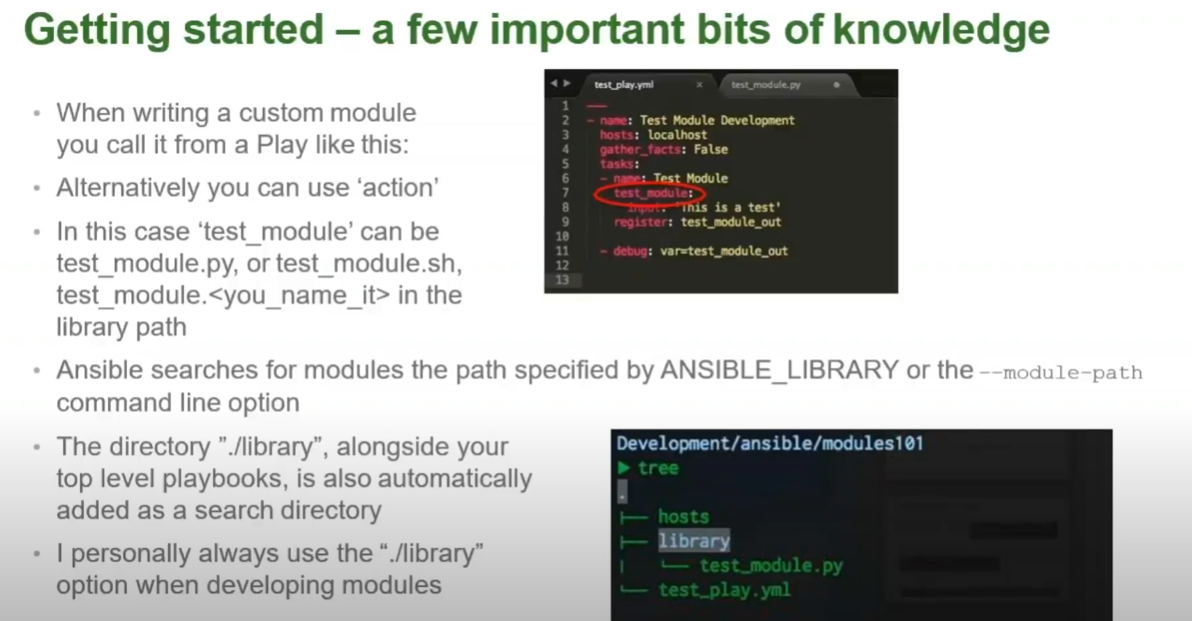 Getting started – a few important bits of knowledge
• When writing a custom module
you call it from a Play like this:
• Alternatively you can use ‘action’
• In this case ‘test_module’ can be
test_module.py, or test_module.sh,
test_module.<you_name_it> in the
library path
test_play.yml × test_module.py
1 ---
2 - name: Test Module Development
3 hosts: localhost
4 gather_facts: False
5 tasks:
6 - name: Test Module
7 test_module:
8 input: 'This is a test'
9 register: test_module_out
10
11 - debug: var=test_module_out
12
13
• Ansible searches for modules the path specified by ANSIBLE_LIBRARY or the --module-path
command line option
• The directory ”./library”, alongside your
top level playbooks, is also automatically
added as a search directory
• I personally always use the “./library”
option when developing modules
Development/ansible/modules101
▶ tree
.
├── hosts
├── library
│   └── test_module.py
└── test_play.yml